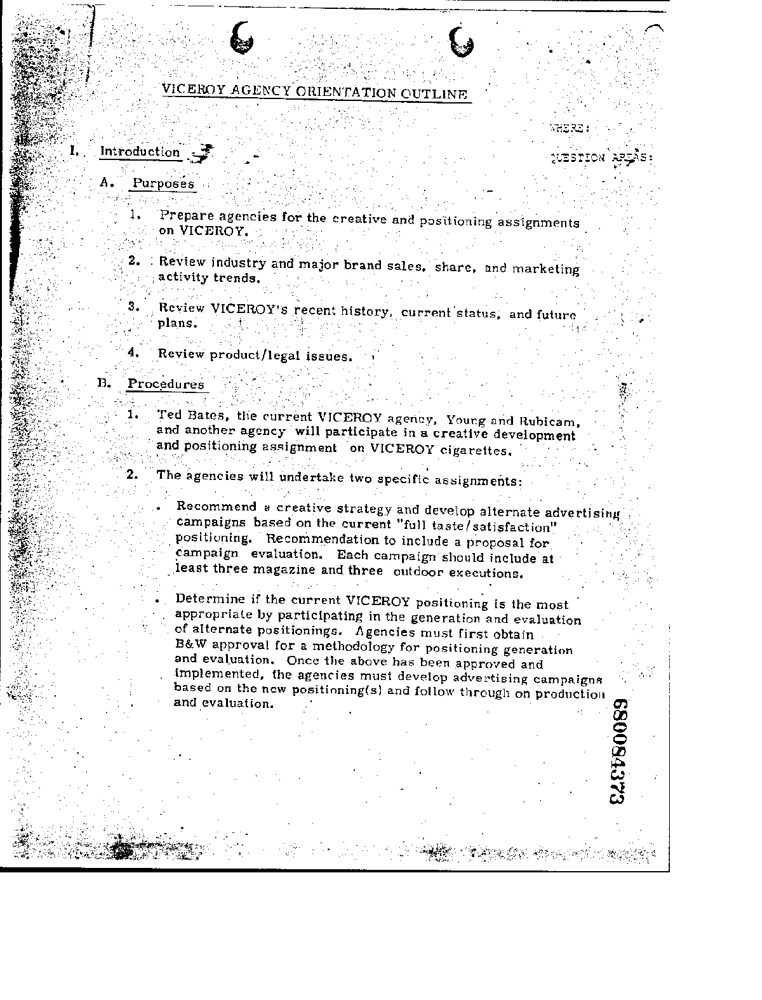 VICEROY AGENCY ORIENTATION OUTLINE
WHERE:
QUESTION AREAS:
I. Introduction
A. Purposes
1. Prepare agencies for the creative and positioning assignments
on VICEROY.
2. Review industry and major brand sales, share, and marketing
activity trends.
3. Review VICEROY's recent history, current status, and future
plans.
4. Review product/legal issues.
B. Procedures
1. Ted Bates, the current VICEROY agency, Young and Rubicam,
and another agency will participate in a creative development
and positioning assignment on VICEROY cigarettes.
2. The agencies will undertake two specific assignments:
. Recommend a creative strategy and develop alternate advertising
campaigns based on the current "full taste/satisfaction"
positioning. Recommendation to include a proposal for
campaign evaluation. Each campaign should include at
least three magazine and three outdoor executions.
. Determine if the current VICEROY positioning is the most
appropriate by participating in the generation and evaluation
of alternate positionings. Agencies must first obtain
B&W approval for a methodology for positioning generation
and evaluation. Once the above has been approved and
implemented, the agencies must develop advertising campaigns
based on the new positioning(s) and follow through on production
and evaluation.
680084373